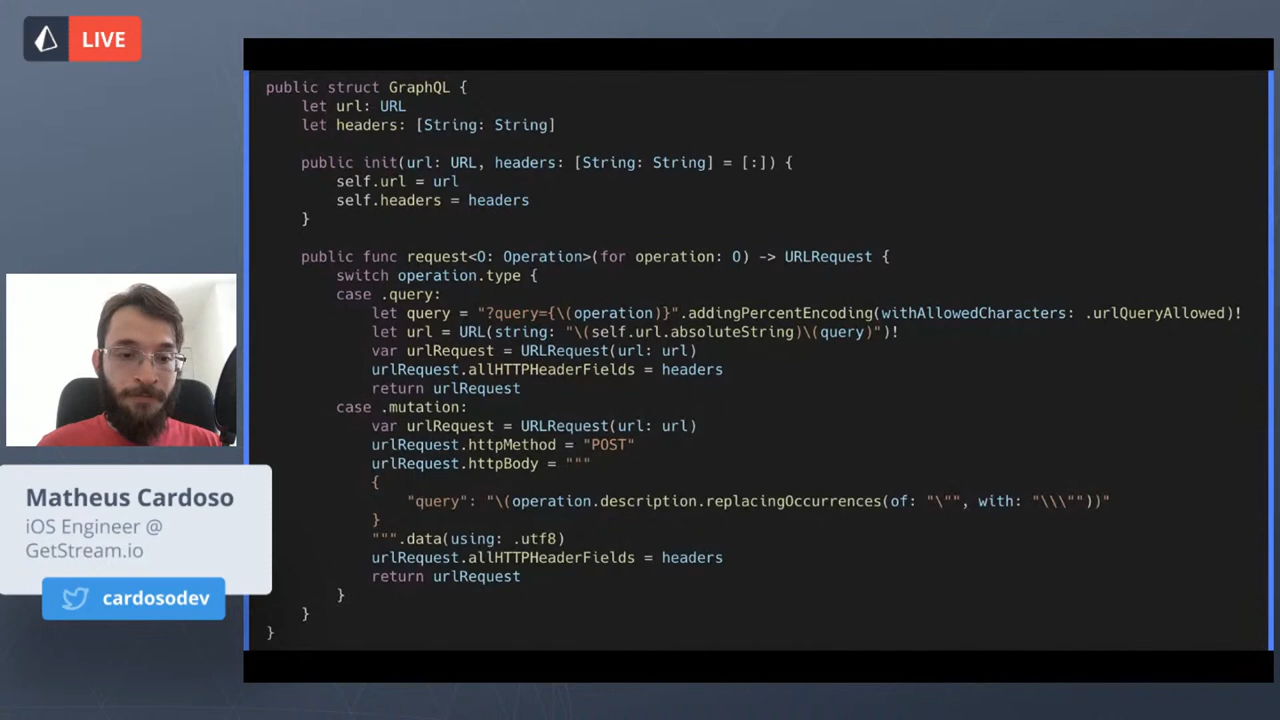 LIVE
public struct GraphQL {
    let url: URL
    let headers: [String: String]
    public init(url: URL, headers: [String: String] = [:]) {
        self.url = url
        self.headers = headers
    }
    public func request<O: Operation>(for operation: O) -> URLRequest {
        switch operation.type {
        case .query:
            let query = "?query={\(operation)}".addingPercentEncoding(withAllowedCharacters: .urlQueryAllowed)!
            let url = URL(string: "\(self.url.absoluteString)\(query)")!
            var urlRequest = URLRequest(url: url)
            urlRequest.allHTTPHeaderFields = headers
            return urlRequest
        case .mutation:
            var urlRequest = URLRequest(url: url)
            urlRequest.httpMethod = "POST"
            urlRequest.httpBody = """
            {
                "query": "\(operation.description.replacingOccurrences(of: "\"", with: "\\\""))"
            }
            """.data(using: .utf8)
            urlRequest.allHTTPHeaderFields = headers
            return urlRequest
        }
    }
}
Matheus Cardoso
iOS Engineer @
GetStream.io
cardosodev